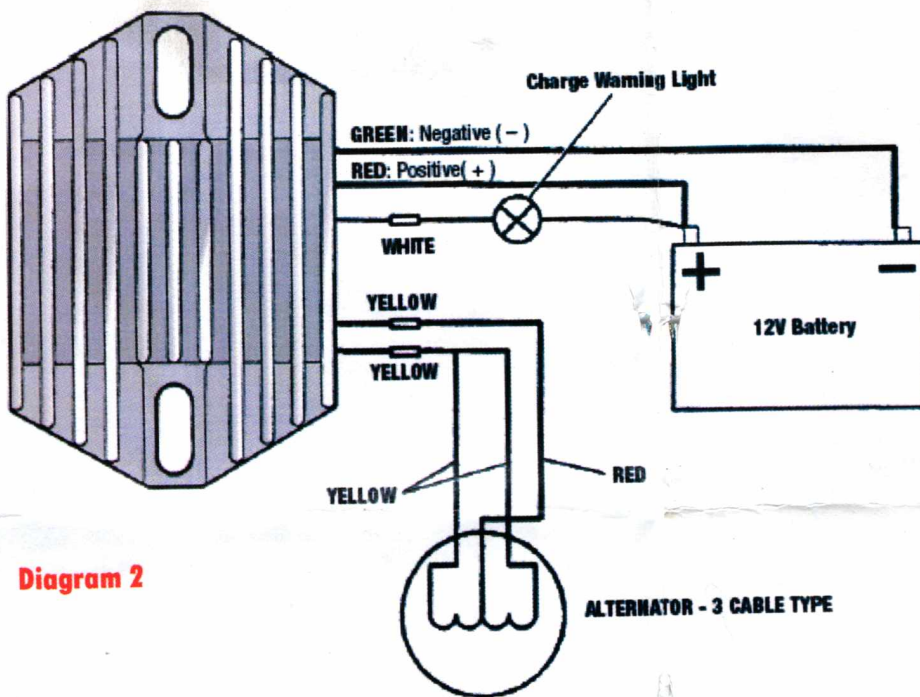 Charge Warning Light
GREEN: Negative ( − )
RED: Positive( + )
WHITE
+ −
12V Battery
YELLOW
YELLOW
YELLOW
RED
Diagram 2
ALTERNATOR - 3 CABLE TYPE